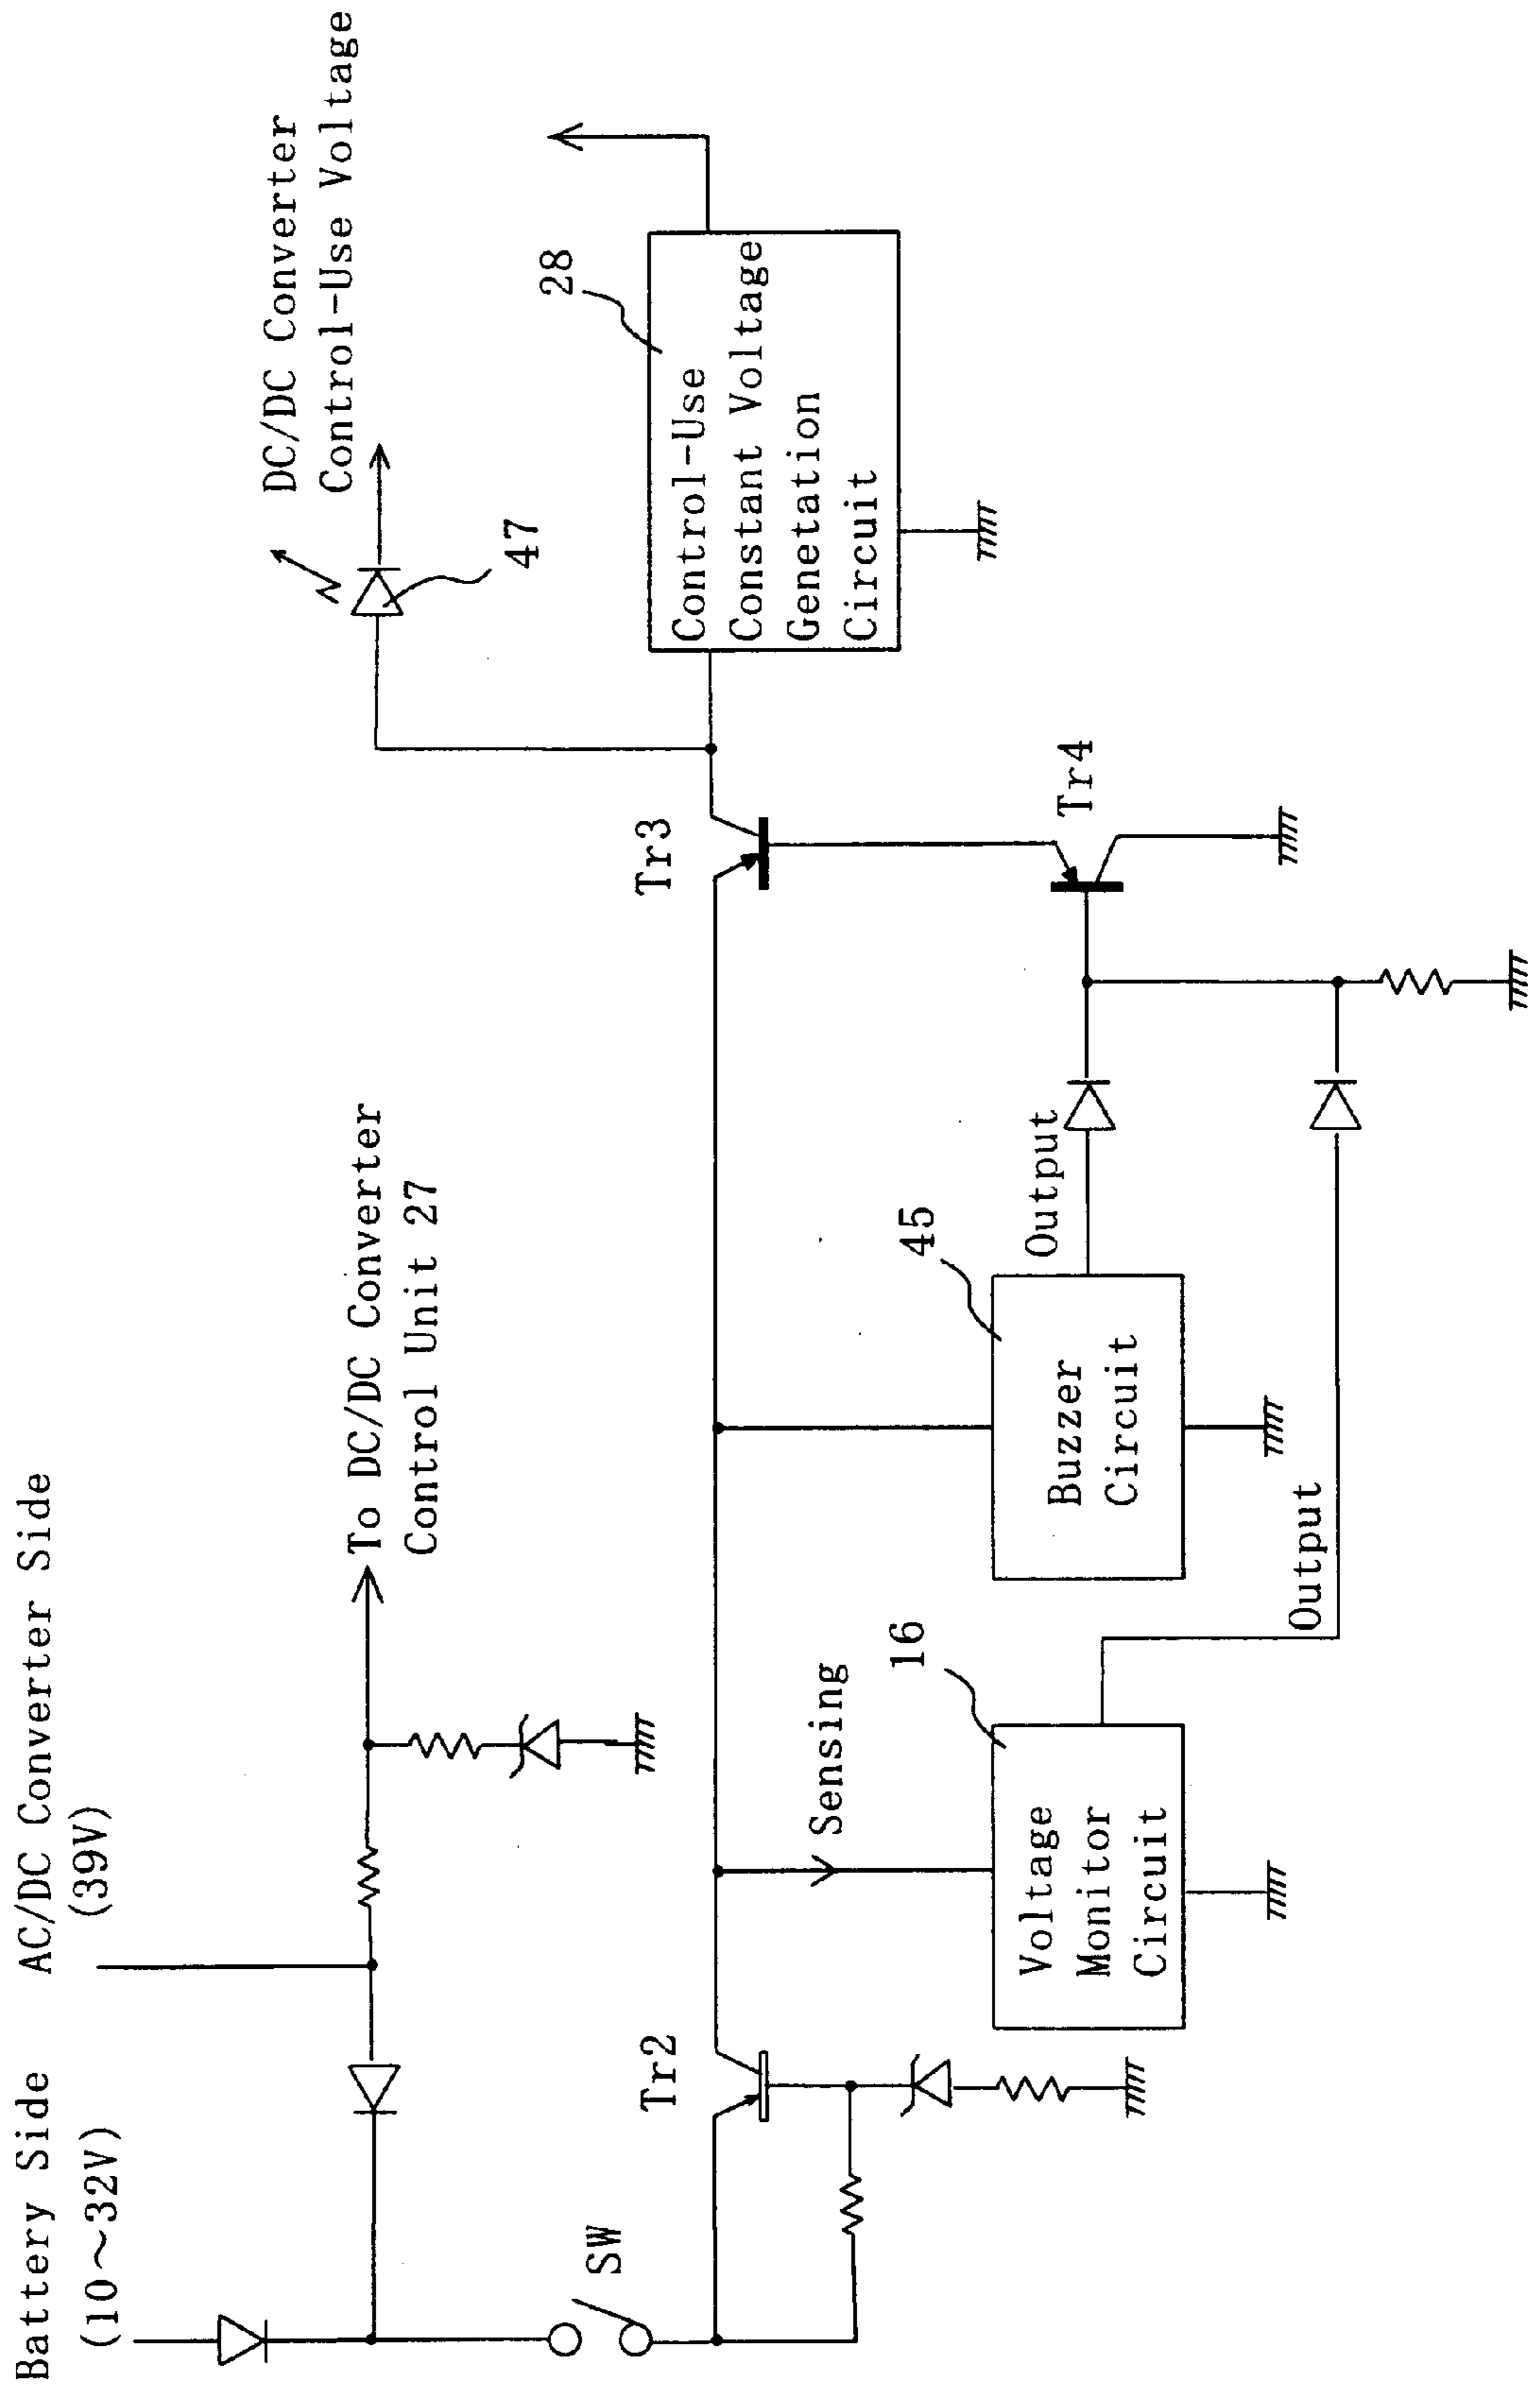 Battery Side
(10～32V)
AC/DC Converter Side
(39V)
To DC/DC Converter
Control Unit 27
DC/DC Converter
Control-Use Voltage
47
SW
Tr2
Tr3
28
Control-Use
Constant Voltage
Genetation
Circuit
Sensing
16
Voltage
Monitor
Circuit
45
Buzzer
Circuit
Output
Output
Tr4